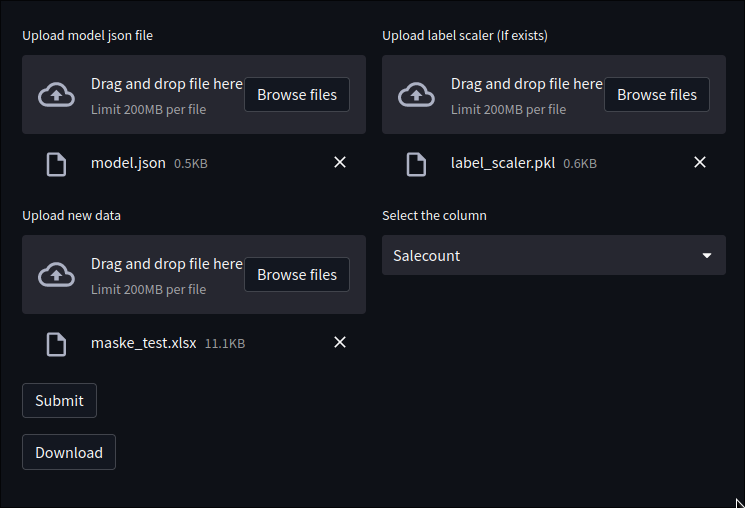 Upload model json file
Drag and drop file here
Limit 200MB per file
Browse files
model.json 0.5KB
Upload label scaler (If exists)
Drag and drop file here
Limit 200MB per file
Browse files
label_scaler.pkl 0.6KB
Upload new data
Drag and drop file here
Limit 200MB per file
Browse files
maske_test.xlsx 11.1KB
Select the column
Salecount
Submit
Download